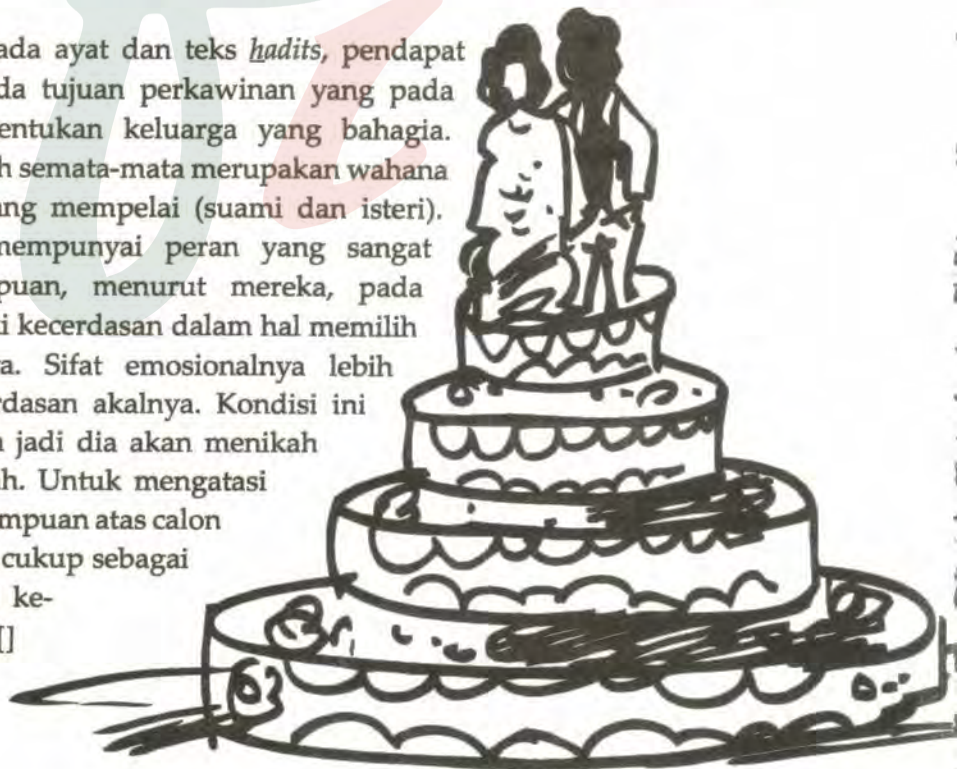 ada ayat dan teks hadits, pendapat
da tujuan perkawinan yang pada
entukan keluarga yang bahagia.
h semata-mata merupakan wahana
ang mempelai (suami dan isteri).
mempunyai peran yang sangat
puan, menurut mereka, pada
i kecerdasan dalam hal memilih
a. Sifat emosionalnya lebih
rdasan akalnya. Kondisi ini
n jadi dia akan menikah
h. Untuk mengatasi
mpuan atas calon
cukup sebagai
ke-
[]